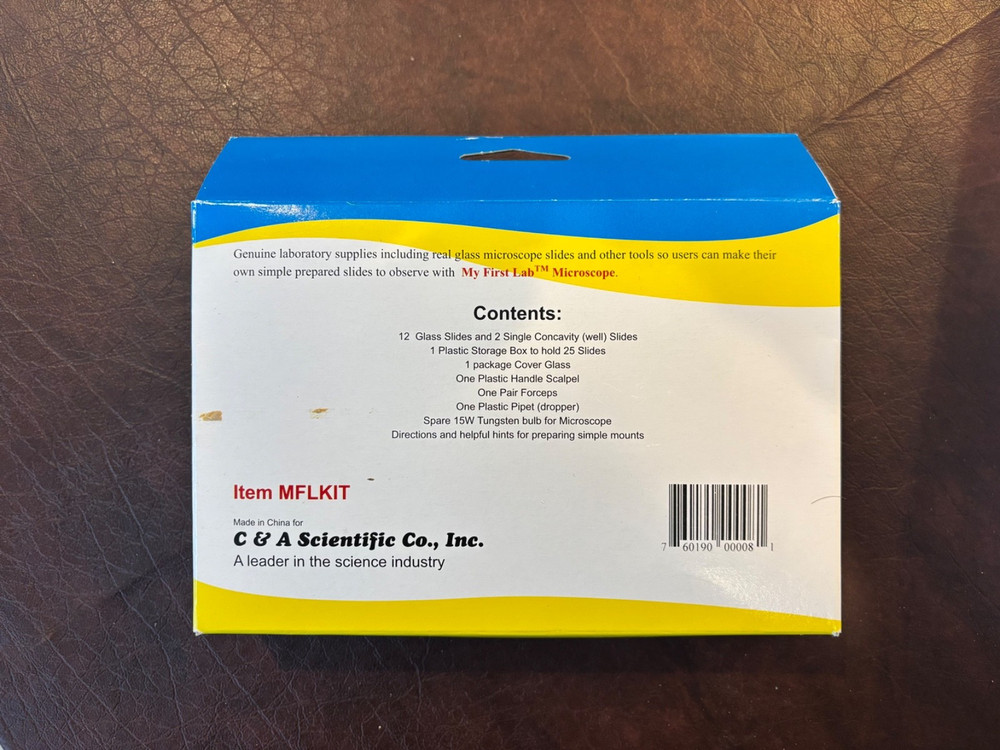 Genuine laboratory supplies including real glass microscope slides and other tools so users can make their
own simple prepared slides to observe with My First Lab™ Microscope.
Contents:
12 Glass Slides and 2 Single Concavity (well) Slides
1 Plastic Storage Box to hold 25 Slides
1 package Cover Glass
One Plastic Handle Scalpel
One Pair Forceps
One Plastic Pipet (dropper)
Spare 15W Tungsten bulb for Microscope
Directions and helpful hints for preparing simple mounts
Item MFLKIT
Made in China for
C & A Scientific Co., Inc.
A leader in the science industry
7 60190 00008 1